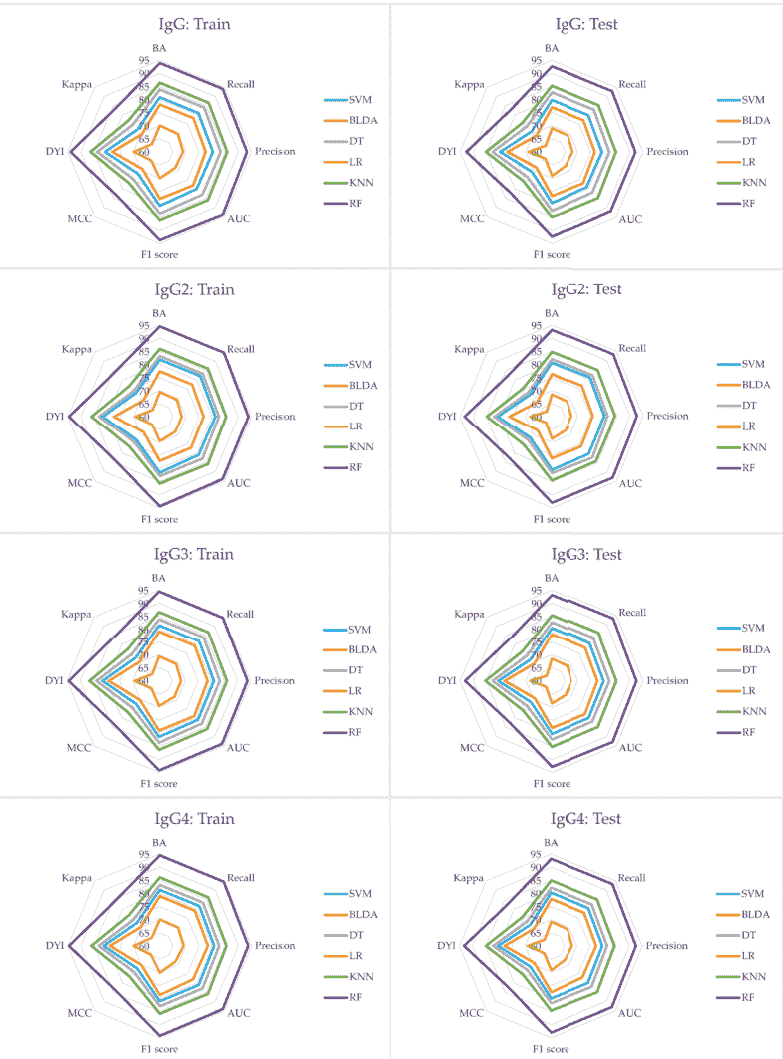 IgG: Train
BA
95
90
85
80
75
70
65
60
Kappa
Recall
DYI
Precision
MCC
AUC
F1 score
SVM
BLDA
DT
LR
KNN
RF
IgG: Test
BA
95
90
85
80
75
70
65
60
Kappa
Recall
DYI
Precision
MCC
AUC
F1 score
SVM
BLDA
DT
LR
KNN
RF
IgG2: Train
BA
95
90
85
80
75
70
65
60
Kappa
Recall
DYI
Precision
MCC
AUC
F1 score
SVM
BLDA
DT
LR
KNN
RF
IgG2: Test
BA
95
90
85
80
75
70
65
60
Kappa
Recall
DYI
Precision
MCC
AUC
F1 score
SVM
BLDA
DT
LR
KNN
RF
IgG3: Train
BA
95
90
85
80
75
70
65
60
Kappa
Recall
DYI
Precision
MCC
AUC
F1 score
SVM
BLDA
DT
LR
KNN
RF
IgG3: Test
BA
95
90
85
80
75
70
65
60
Kappa
Recall
DYI
Precision
MCC
AUC
F1 score
SVM
BLDA
DT
LR
KNN
RF
IgG4: Train
BA
95
90
85
80
75
70
65
60
Kappa
Recall
DYI
Precision
MCC
AUC
F1 score
SVM
BLDA
DT
LR
KNN
RF
IgG4: Test
BA
95
90
85
80
75
70
65
60
Kappa
Recall
DYI
Precision
MCC
AUC
F1 score
SVM
BLDA
DT
LR
KNN
RF